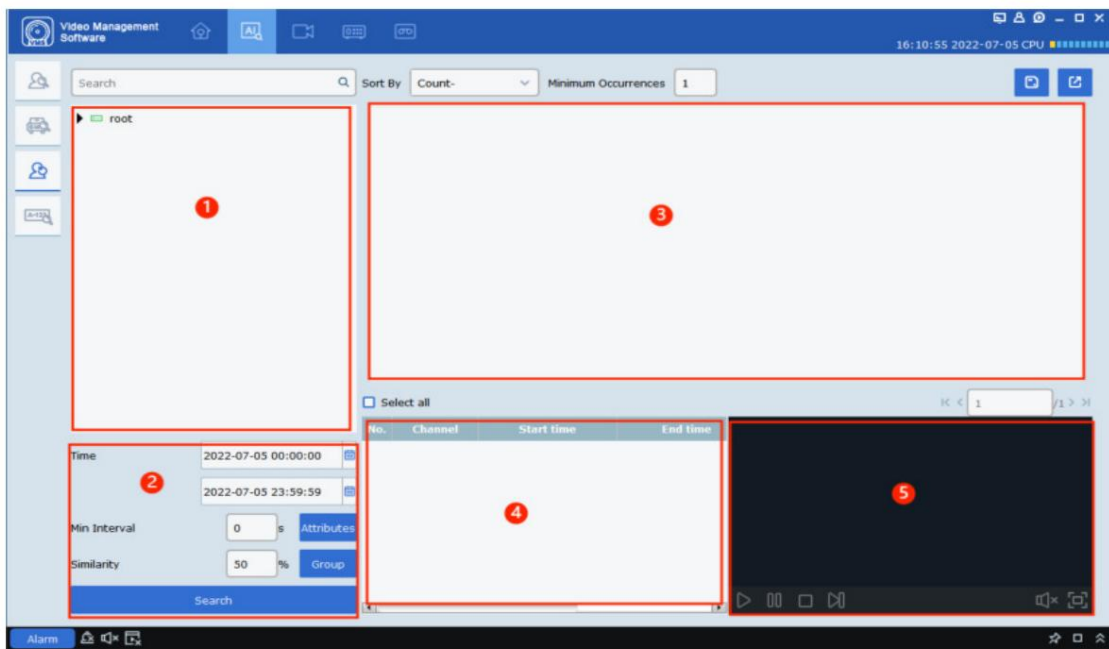 Video Management
Software
16:10:55 2022-07-05 CPU
Search
Sort By Count- Minimum Occurrences 1
root
1
3
Select all
1 /1
No. Channel Start time End time
Time 2022-07-05 00:00:00
2
2022-07-05 23:59:59
4
5
Min Interval 0 s Attributes
Similarity 50 % Group
Search
Alarm